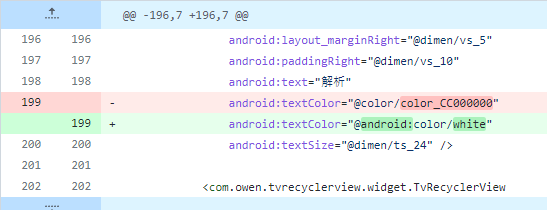 @@ -196,7 +196,7 @@
196 196 android:layout_marginRight="@dimen/vs_5"
197 197 android:paddingRight="@dimen/vs_10"
198 198 android:text="解析"
199 - android:textColor="@color/color_CC000000"
199 + android:textColor="@android:color/white"
200 200 android:textSize="@dimen/ts_24" />
201 201
202 202 <com.owen.tvrecyclerview.widget.TvRecyclerView